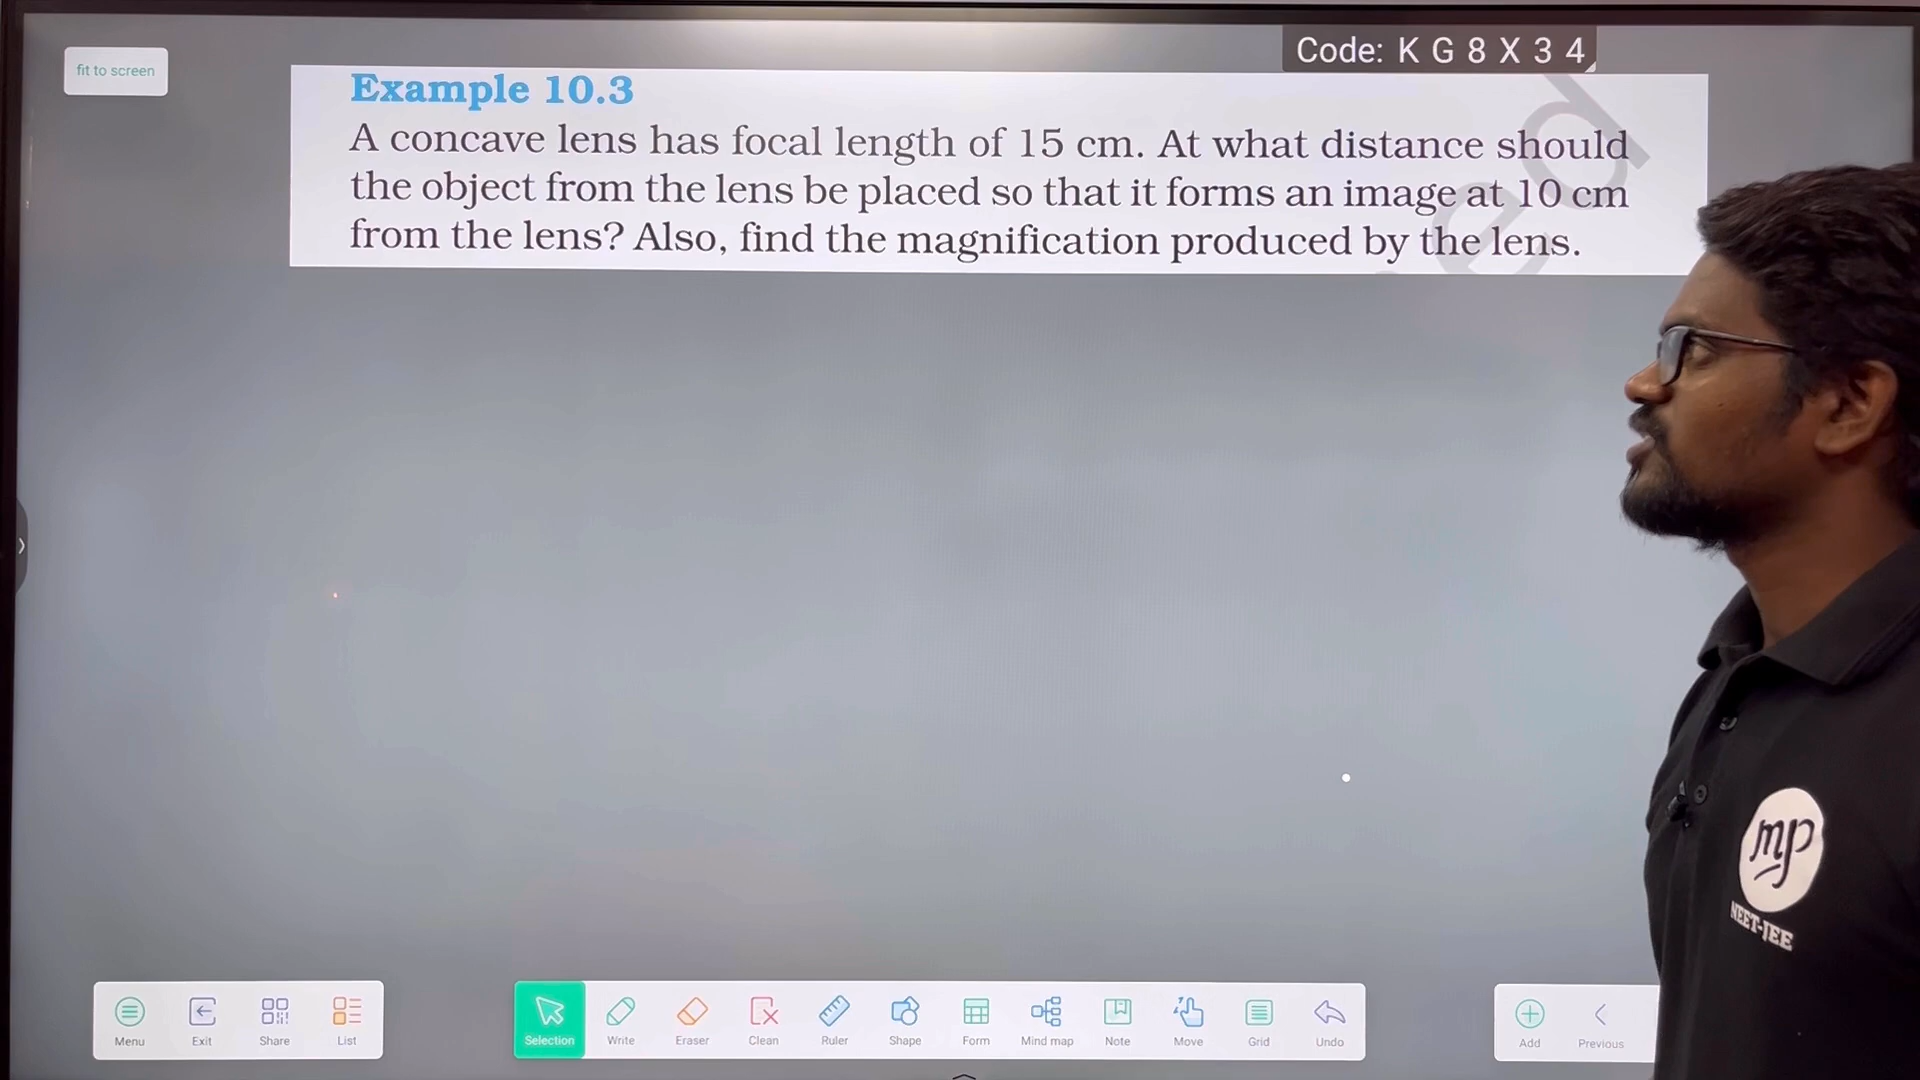 fit to screen
Code: K G 8 X 3 4
Example 10.3
A concave lens has focal length of 15 cm. At what distance should
the object from the lens be placed so that it forms an image at 10 cm
from the lens? Also, find the magnification produced by the lens.
ed
mp
NEET-JEE
Menu Exit Share List
Selection Write Eraser Clean Ruler Shape Form Mind map Note Move Grid Undo
Add Previous